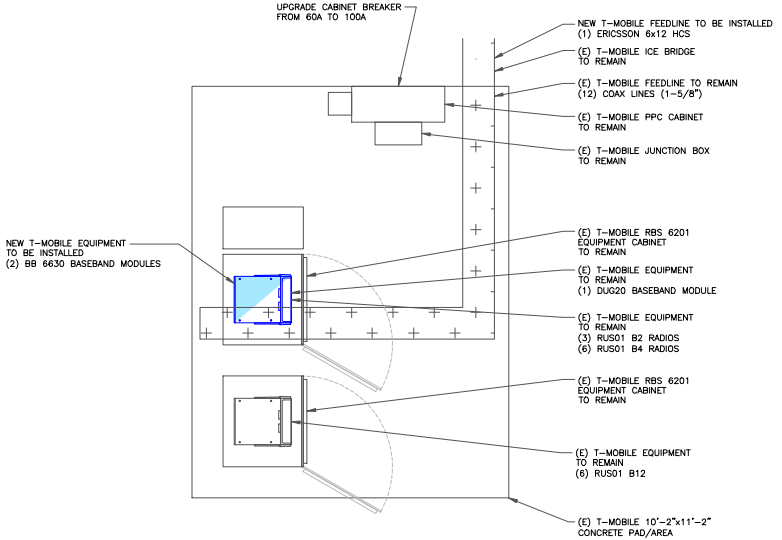 UPGRADE CABINET BREAKER
FROM 60A TO 100A
NEW T-MOBILE FEEDLINE TO BE INSTALLED
(1) ERICSSON 6x12 HCS
(E) T-MOBILE ICE BRIDGE
TO REMAIN
(E) T-MOBILE FEEDLINE TO REMAIN
(12) COAX LINES (1-5/8")
(E) T-MOBILE PPC CABINET
TO REMAIN
(E) T-MOBILE JUNCTION BOX
TO REMAIN
NEW T-MOBILE EQUIPMENT
TO BE INSTALLED
(2) BB 6630 BASEBAND MODULES
(E) T-MOBILE RBS 6201
EQUIPMENT CABINET
TO REMAIN
(E) T-MOBILE EQUIPMENT
TO REMAIN
(1) DUG20 BASEBAND MODULE
(E) T-MOBILE EQUIPMENT
TO REMAIN
(3) RUS01 B2 RADIOS
(6) RUS01 B4 RADIOS
(E) T-MOBILE RBS 6201
EQUIPMENT CABINET
TO REMAIN
(E) T-MOBILE EQUIPMENT
TO REMAIN
(6) RUS01 B12
(E) T-MOBILE 10'-2"x11'-2"
CONCRETE PAD/AREA